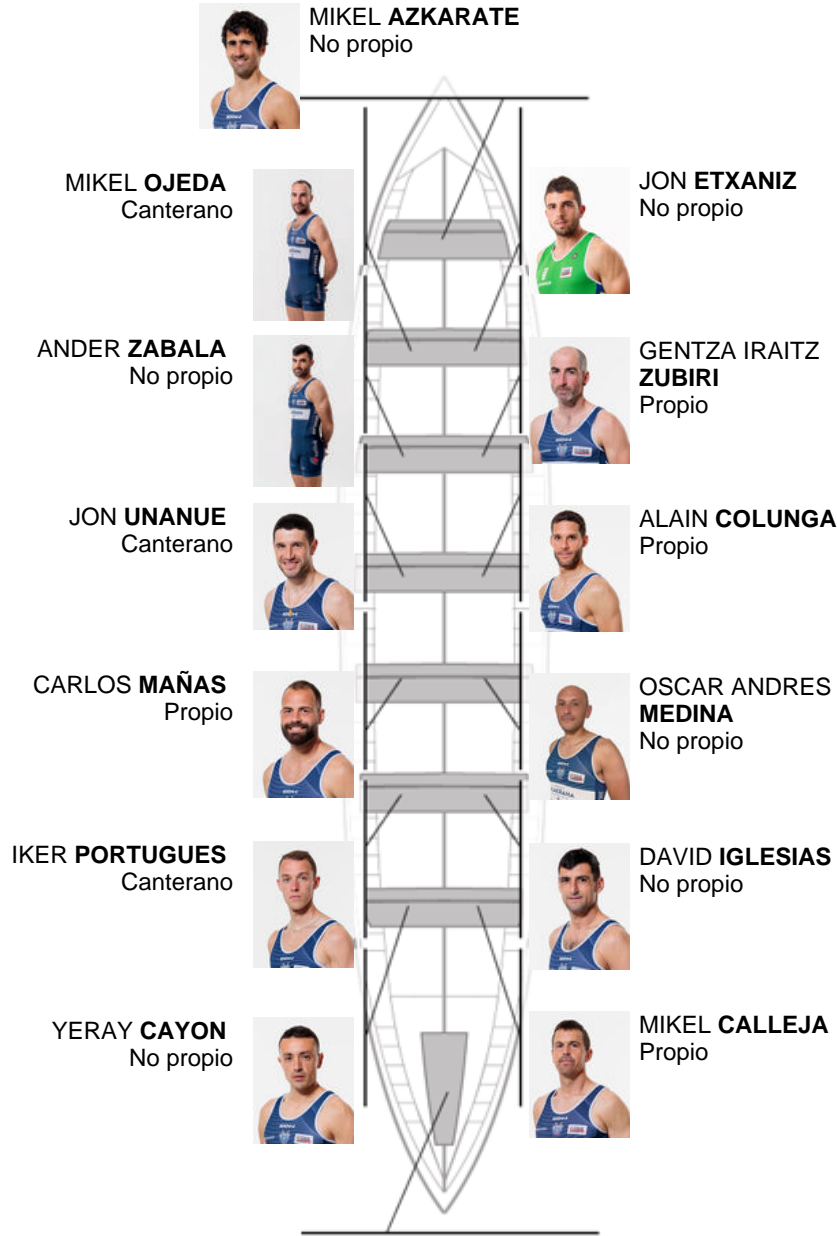 MIKEL AZKARATE
No propio
MIKEL OJEDA
Canterano
JON ETXANIZ
No propio
ANDER ZABALA
No propio
GENTZA IRAITZ
ZUBIRI
Propio
JON UNANUE
Canterano
ALAIN COLUNGA
Propio
CARLOS MAÑAS
Propio
OSCAR ANDRES
MEDINA
No propio
IKER PORTUGUES
Canterano
DAVID IGLESIAS
No propio
YERAY CAYON
No propio
MIKEL CALLEJA
Propio